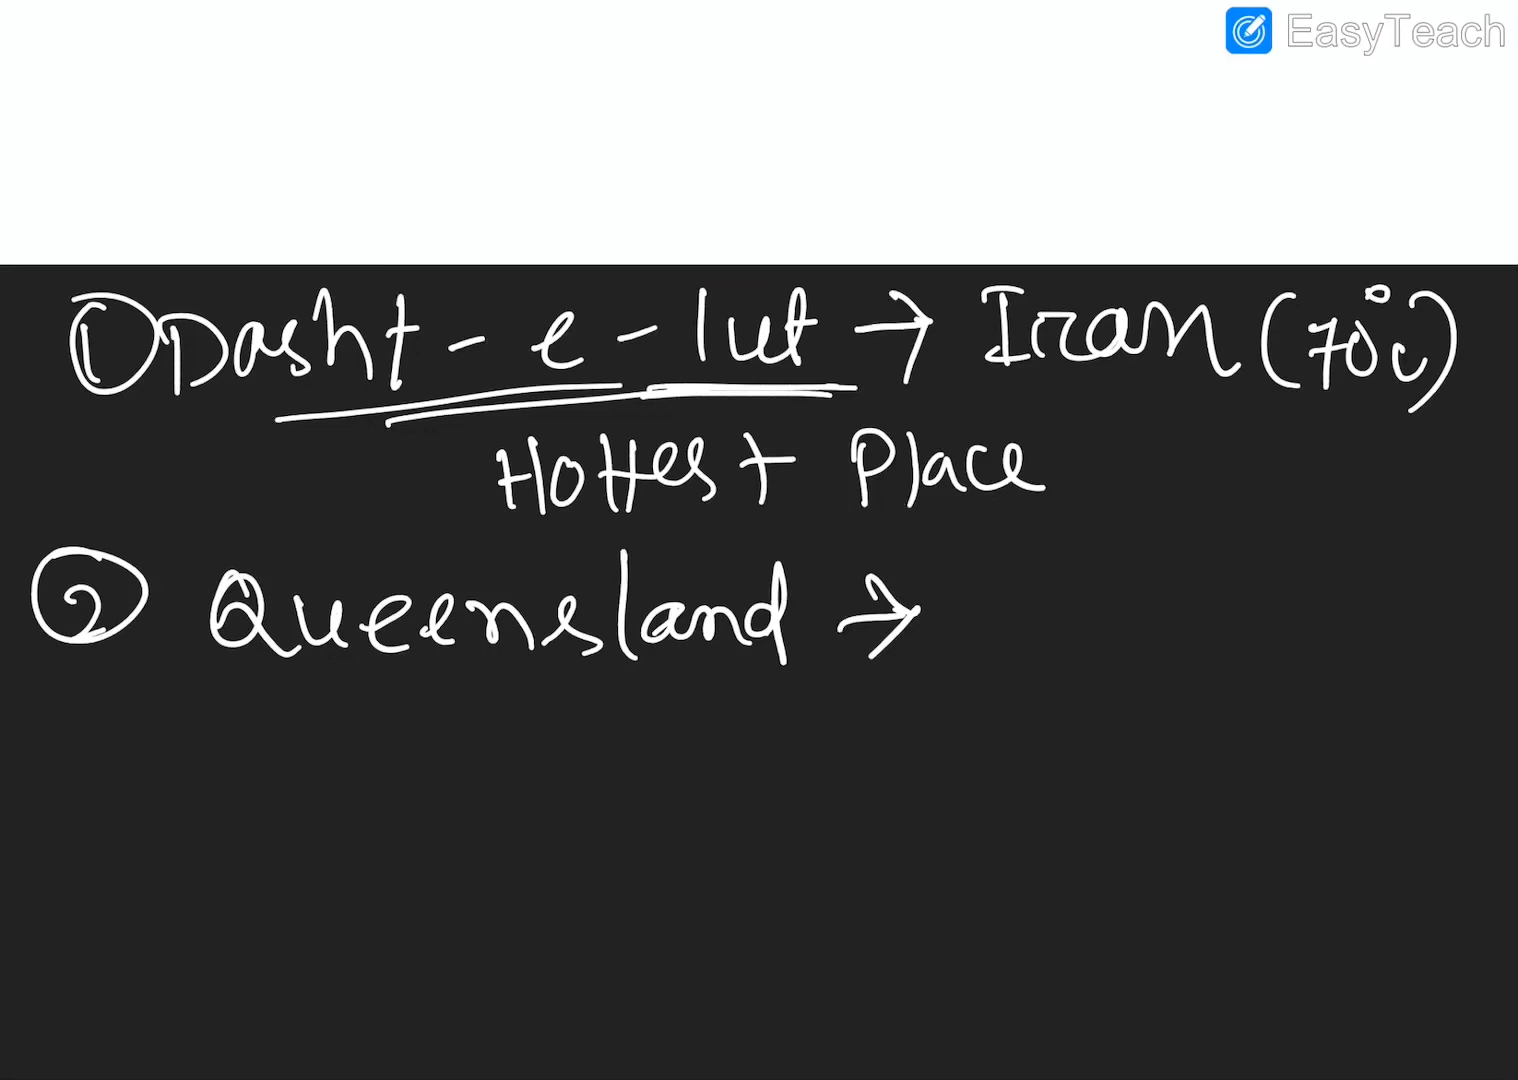 EasyTeach
① Dasht - e - lut → Iran (70°c)
Hottest Place
② Queensland →